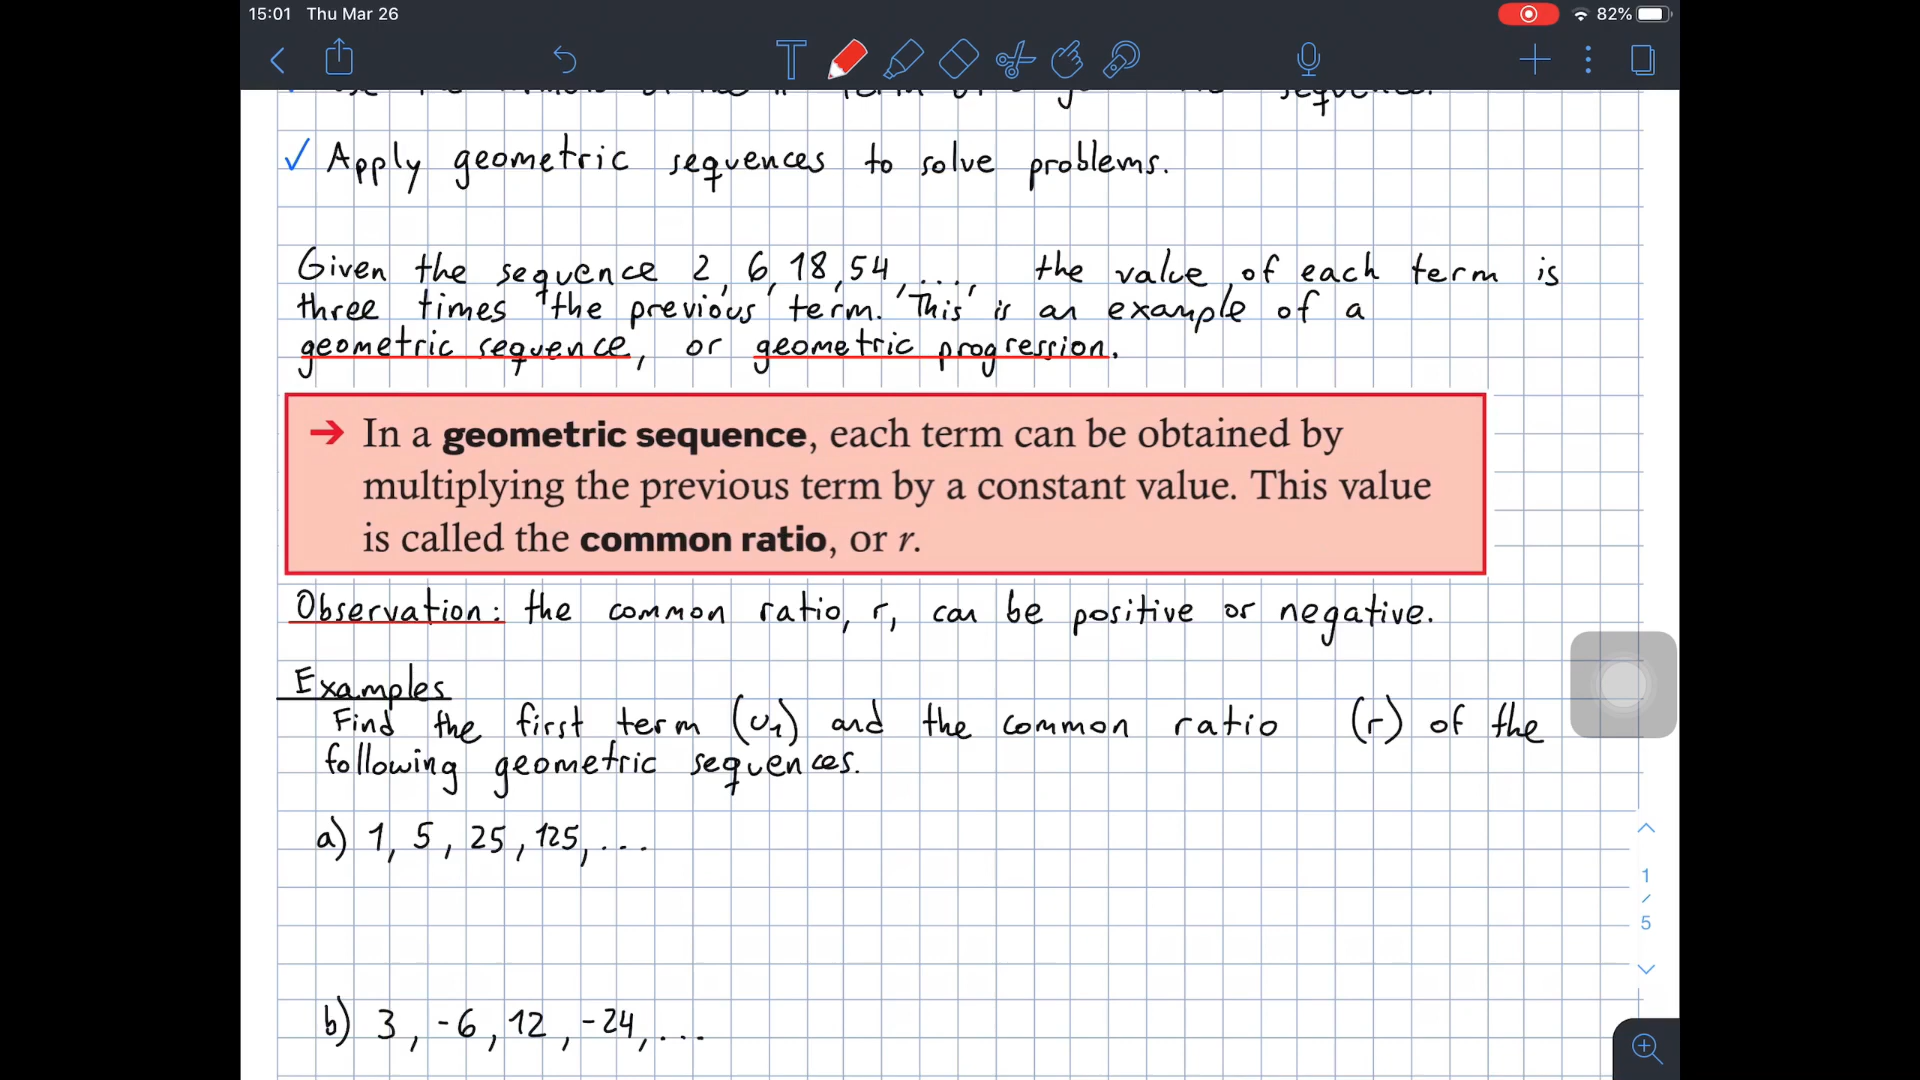 15:01 Thu Mar 26
82%
sequence.
✓ Apply geometric sequences to solve problems.
Given the sequence 2, 6, 18, 54, ..., the value of each term is
three times the previous term. This is an example of a
geometric sequence, or geometric progression.
→ In a geometric sequence, each term can be obtained by
multiplying the previous term by a constant value. This value
is called the common ratio, or r.
Observation: the common ratio, r, can be positive or negative.
Examples
Find the first term (u₁) and the common ratio (r) of the
following geometric sequences.
a) 1, 5, 25, 125, ...
1
/
5
b) 3, -6, 12, -24, ...